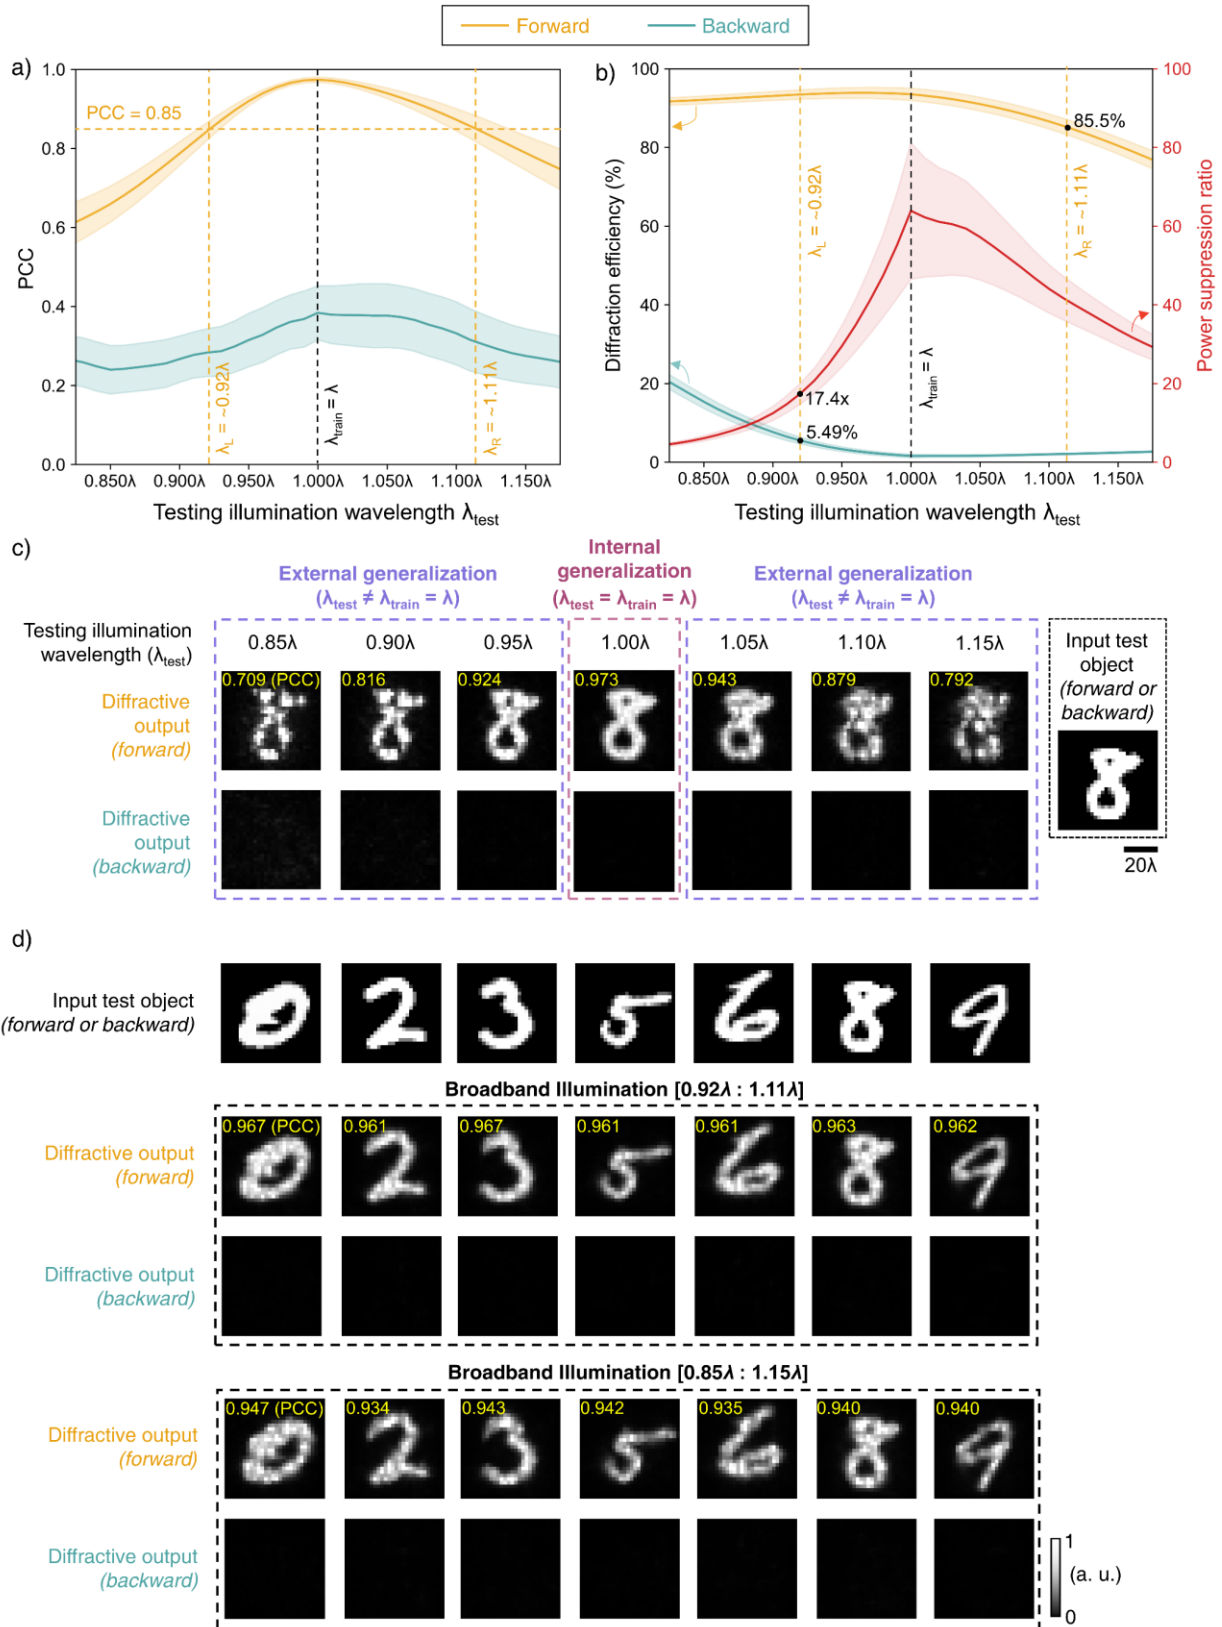 Forward
Backward
a)
PCC = 0.85
PCC
1.0
0.8
0.6
0.4
0.2
0.0
λL = ~0.92λ
λtrain = λ
λR = ~1.11λ
0.850λ 0.900λ 0.950λ 1.000λ 1.050λ 1.100λ 1.150λ
Testing illumination wavelength λtest
b)
Diffraction efficiency (%)
100
80
60
40
20
0
λL = ~0.92λ
λtrain = λ
λR = ~1.11λ
85.5%
17.4x
5.49%
100
80
60
40
20
0
Power suppression ratio
0.850λ 0.900λ 0.950λ 1.000λ 1.050λ 1.100λ 1.150λ
Testing illumination wavelength λtest
c)
External generalization
(λtest ≠ λtrain = λ)
Internal
generalization
(λtest = λtrain = λ)
External generalization
(λtest ≠ λtrain = λ)
Testing illumination
wavelength (λtest)
0.85λ 0.90λ 0.95λ 1.00λ 1.05λ 1.10λ 1.15λ
Diffractive
output
(forward)
0.709 (PCC) 0.816 0.924 0.973 0.943 0.879 0.792
Diffractive
output
(backward)
Input test
object
(forward or
backward)
20λ
d)
Input test object
(forward or backward)
Broadband Illumination [0.92λ : 1.11λ]
Diffractive output
(forward)
0.967 (PCC) 0.961 0.967 0.961 0.961 0.963 0.962
Diffractive output
(backward)
Broadband Illumination [0.85λ : 1.15λ]
Diffractive output
(forward)
0.947 (PCC) 0.934 0.943 0.942 0.935 0.940 0.940
Diffractive output
(backward)
1
(a. u.)
0